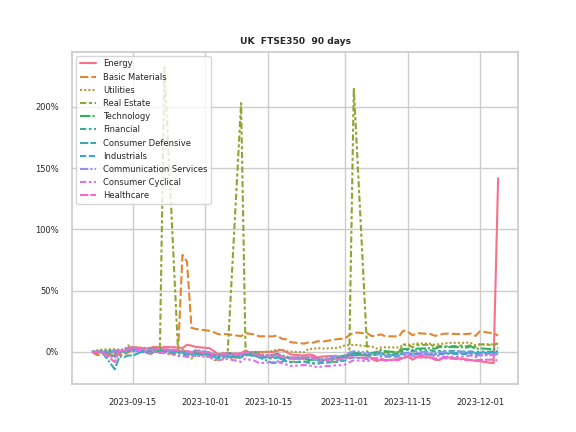 UK FTSE350 90 days
Energy
Basic Materials
Utilities
Real Estate
Technology
Financial
Consumer Defensive
Industrials
Communication Services
Consumer Cyclical
Healthcare
200%
150%
100%
50%
0%
2023-09-15 2023-10-01 2023-10-15 2023-11-01 2023-11-15 2023-12-01